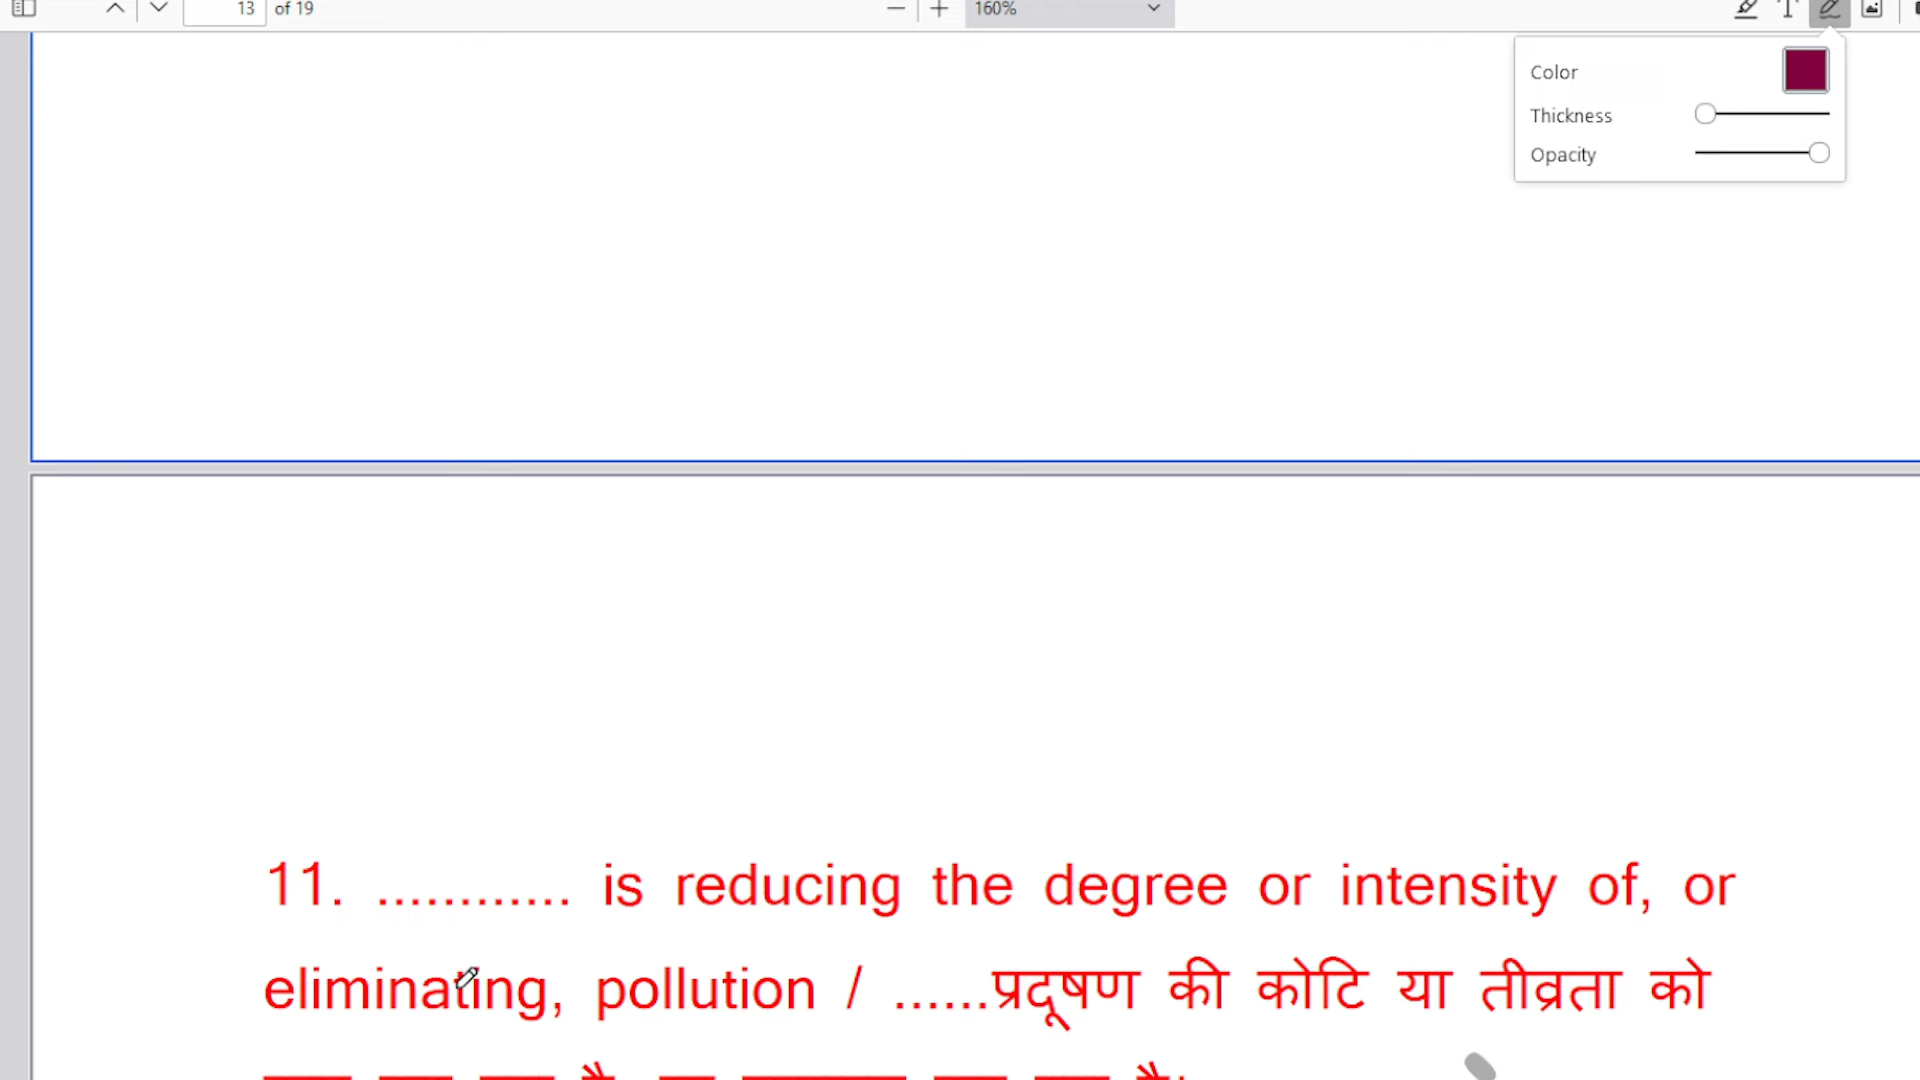 13 of 19
160%
Color
Thickness
Opacity
11. ............ is reducing the degree or intensity of, or
eliminating, pollution / ......प्रदूषण की कोटि या तीव्रता को